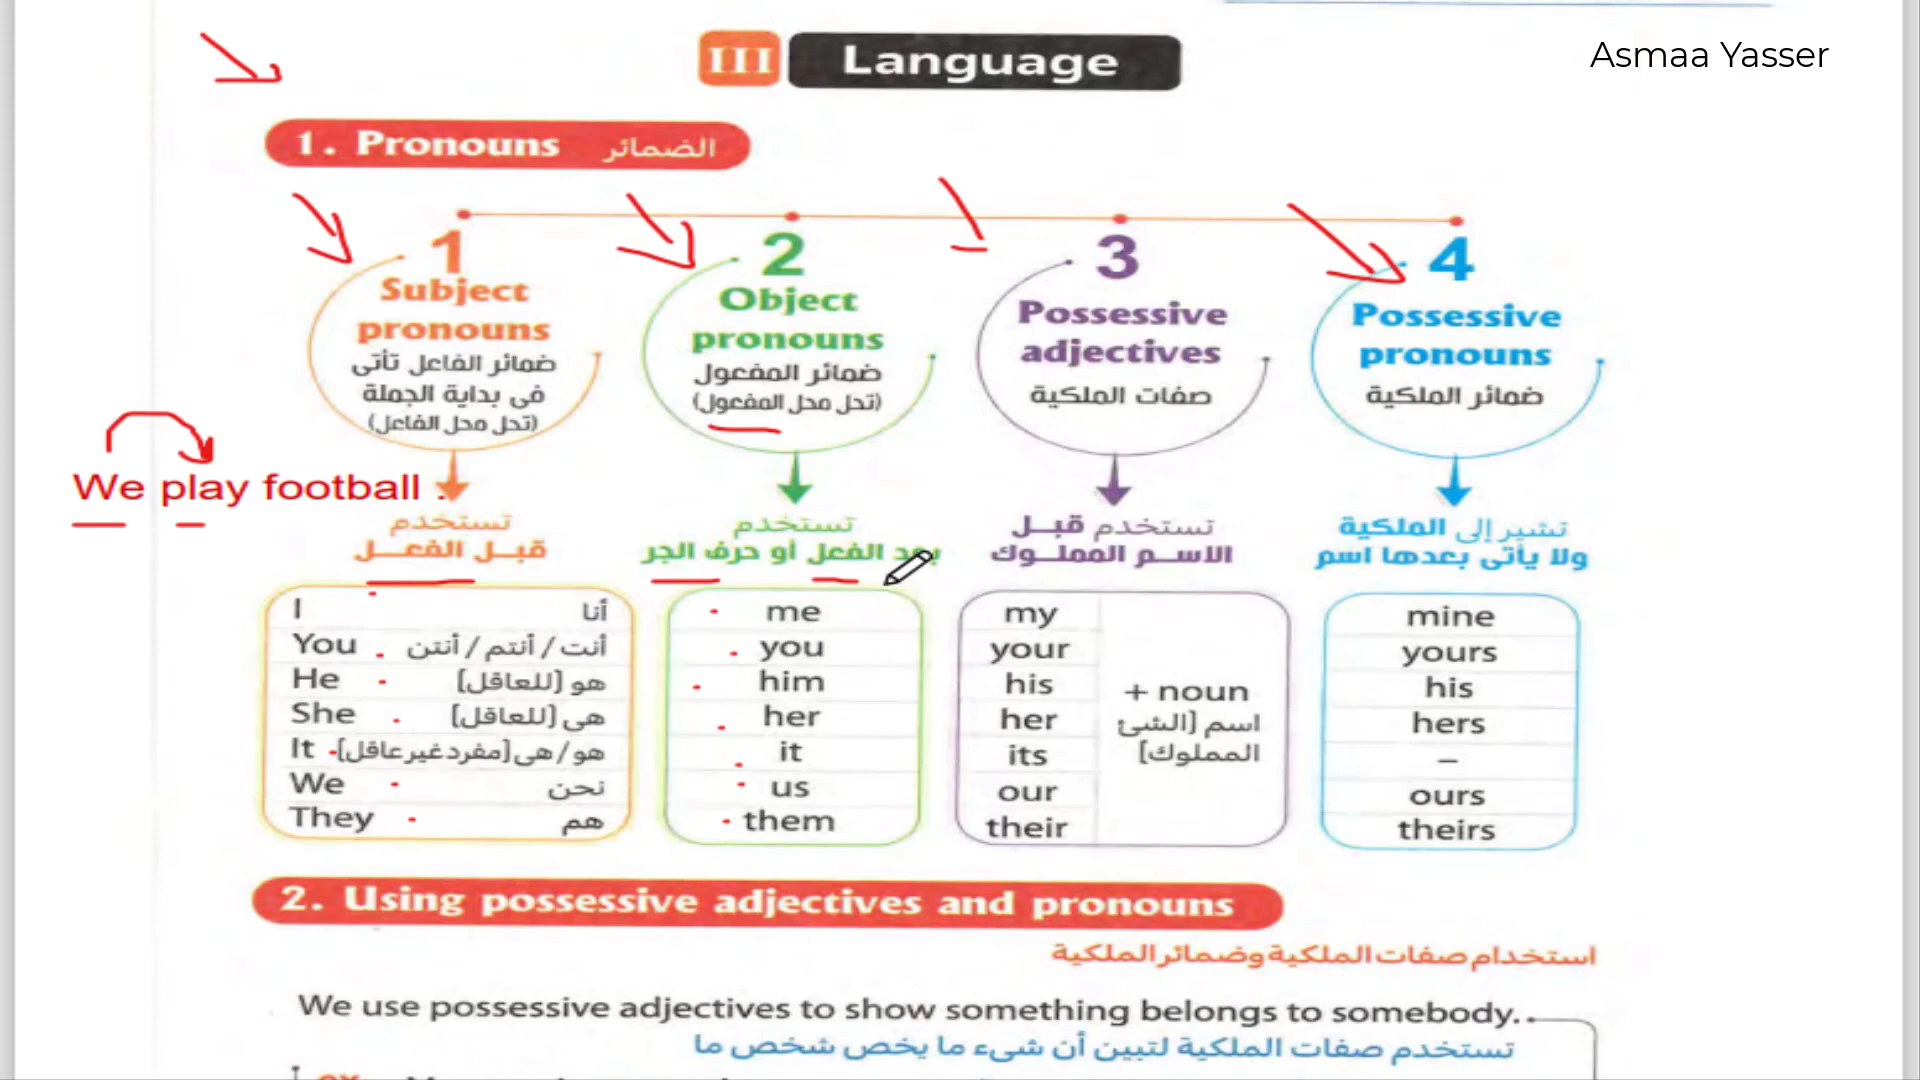 Asmaa Yasser
III Language
1. Pronouns الضمائر
1
Subject
pronouns
ضمائر الفاعل تأتى
فى بداية الجملة
(تحل محل الفاعل)
تستخدم
قبل الفعل
I أنا
You أنت / أنتم / أنتن
He هو [للعاقل]
She هى [للعاقل]
It هو / هى [مفرد غير عاقل]
We نحن
They هم
We play football .
2
Object
pronouns
ضمائر المفعول
(تحل محل المفعول)
تستخدم
بعد الفعل أو حرف الجر
me
you
him
her
it
us
them
3
Possessive
adjectives
صفات الملكية
تستخدم قبل
الاسم المملوك
my
your
his
her
its
our
their
+ noun
اسم [الشئ
المملوك]
4
Possessive
pronouns
ضمائر الملكية
تشير إلى الملكية
ولا يأتى بعدها اسم
mine
yours
his
hers
–
ours
theirs
2. Using possessive adjectives and pronouns
استخدام صفات الملكية وضمائر الملكية
We use possessive adjectives to show something belongs to somebody..
تستخدم صفات الملكية لتبين أن شىء ما يخص شخص ما